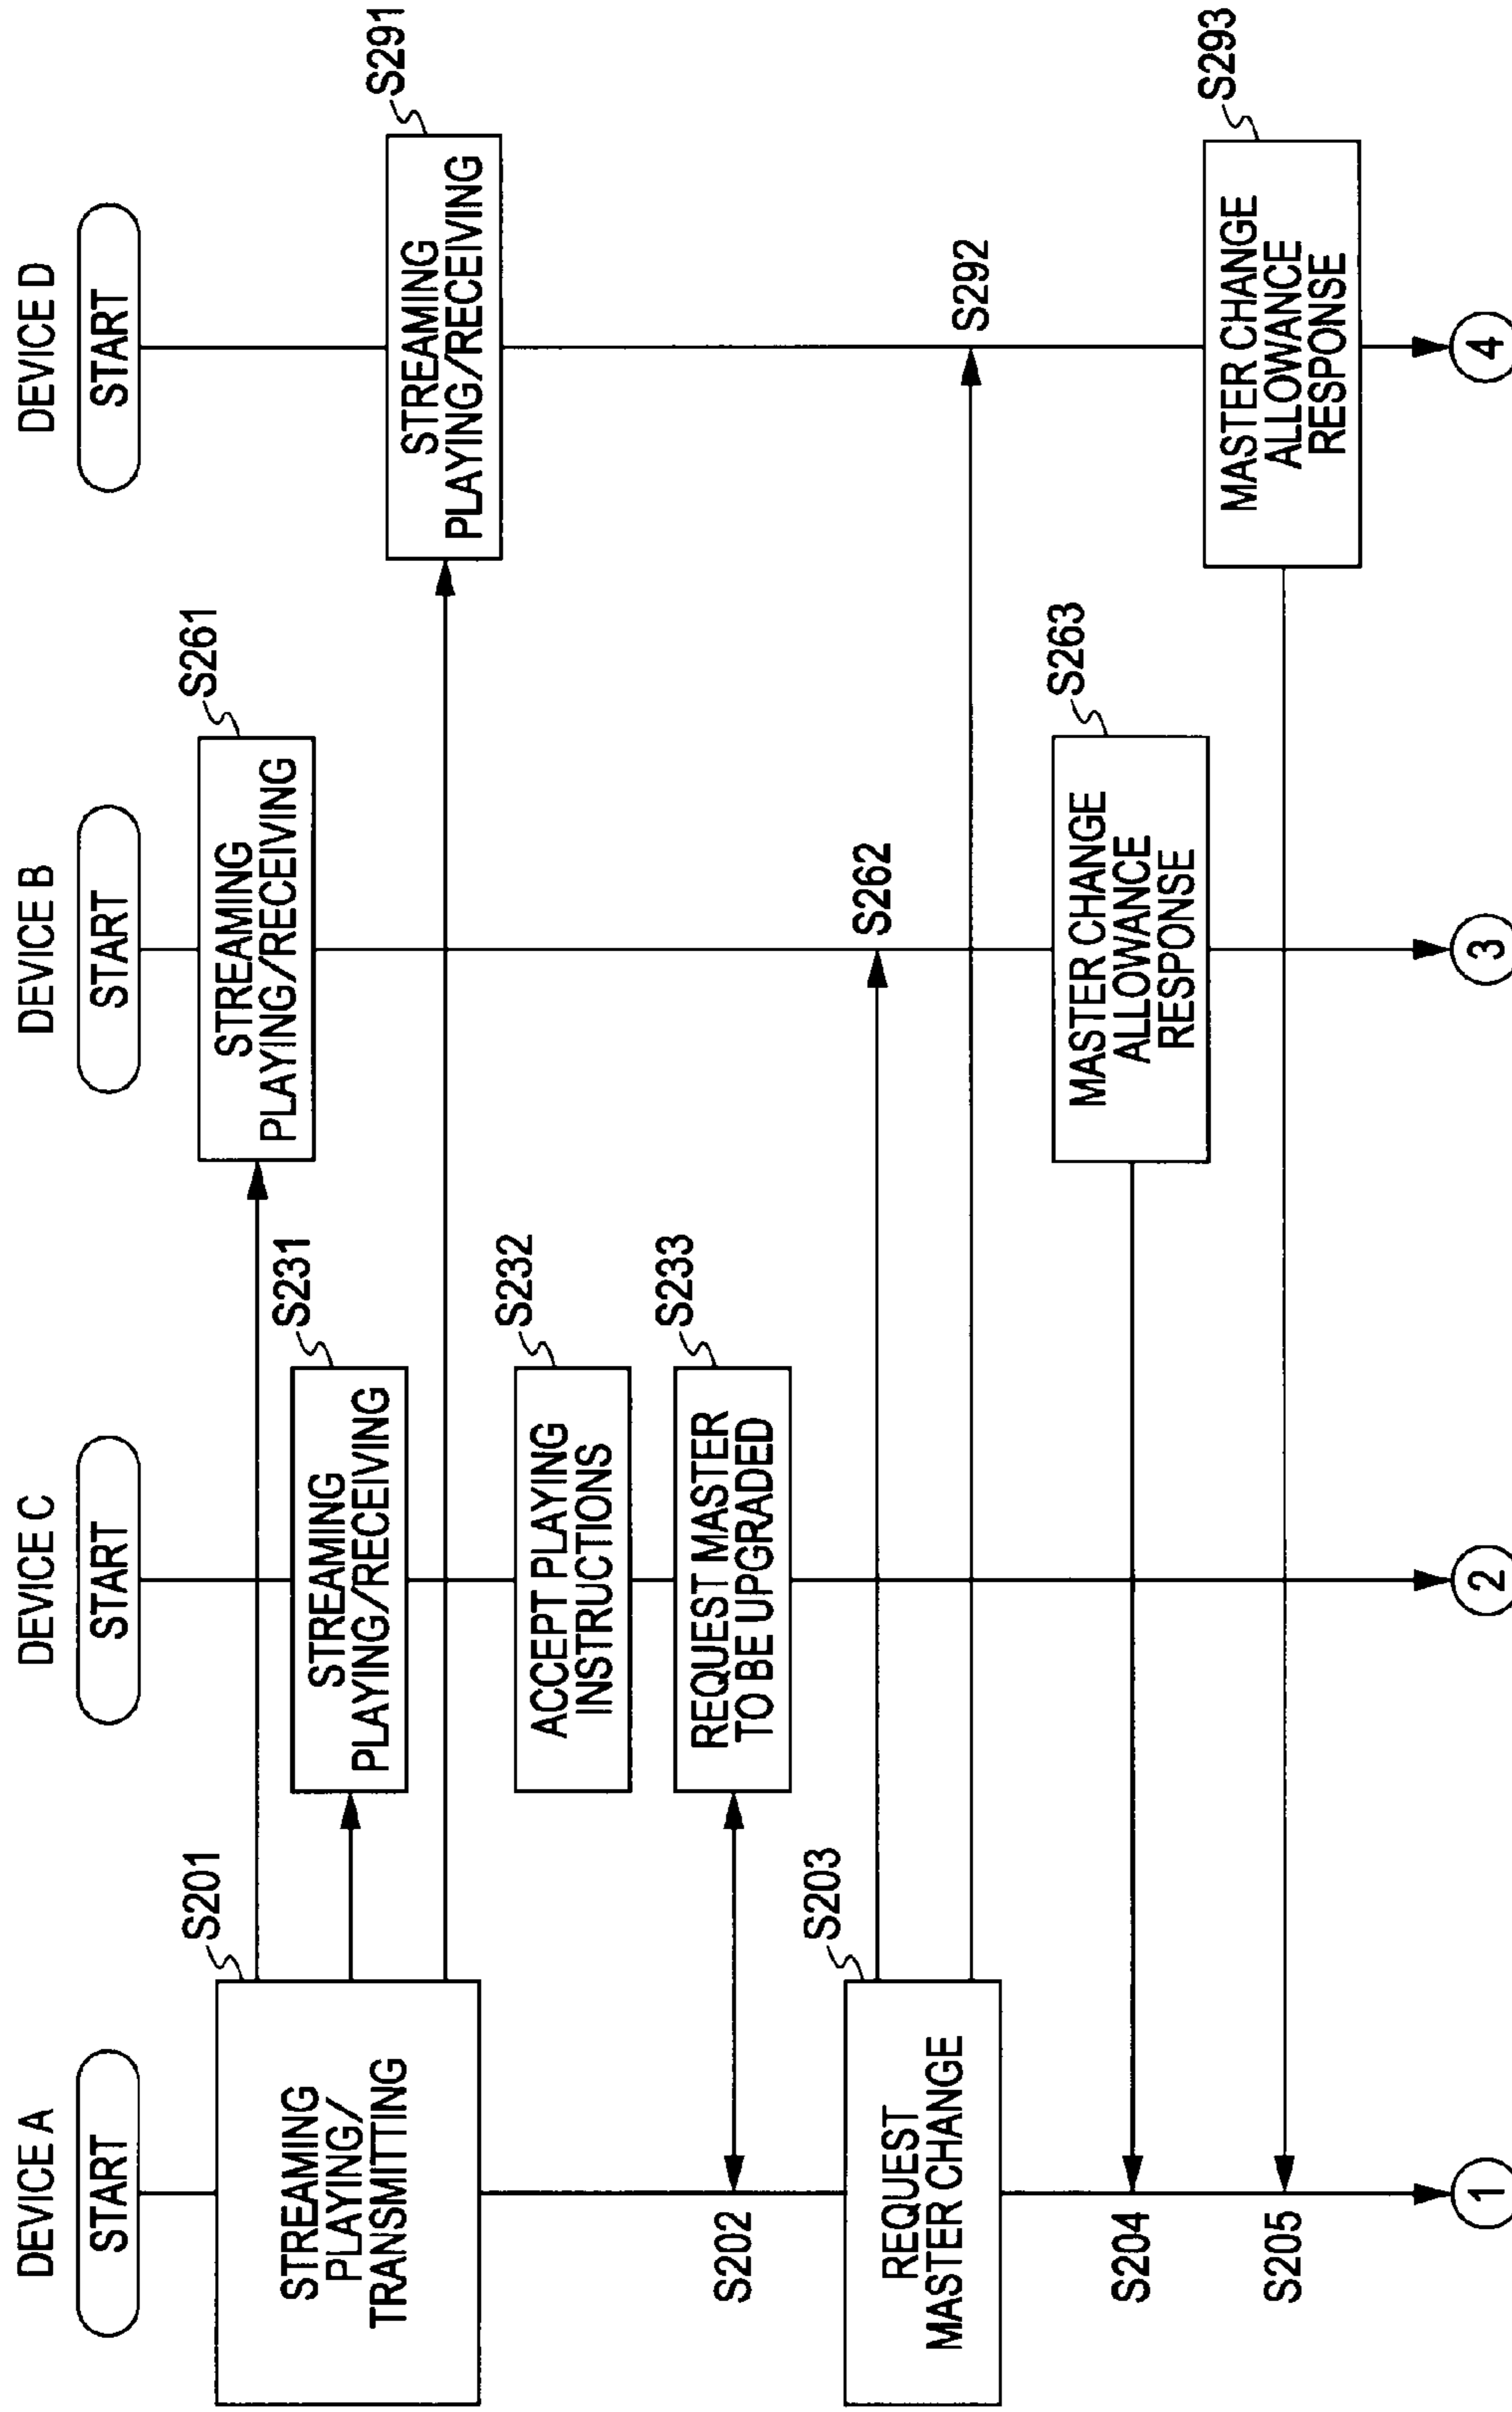 DEVICE A
DEVICE C
DEVICE B
DEVICE D
START
START
START
START
S201
STREAMING
PLAYING/
TRANSMITTING
S261
STREAMING
PLAYING/RECEIVING
S231
STREAMING
PLAYING/RECEIVING
S291
STREAMING
PLAYING/RECEIVING
S232
ACCEPT PLAYING
INSTRUCTIONS
S233
REQUEST MASTER
TO BE UPGRADED
S202
S203
REQUEST
MASTER CHANGE
S262
S292
S263
MASTER CHANGE
ALLOWANCE
RESPONSE
S204
S293
MASTER CHANGE
ALLOWANCE
RESPONSE
S205
1
2
3
4